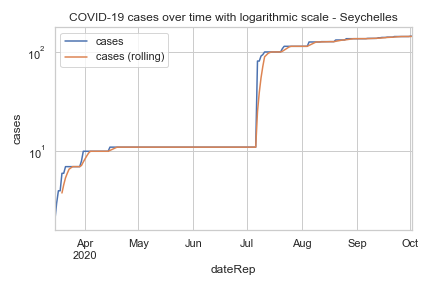 COVID-19 cases over time with logarithmic scale - Seychelles
cases
cases (rolling)
10²
10¹
cases
Apr
2020
May
Jun
Jul
Aug
Sep
Oct
dateRep